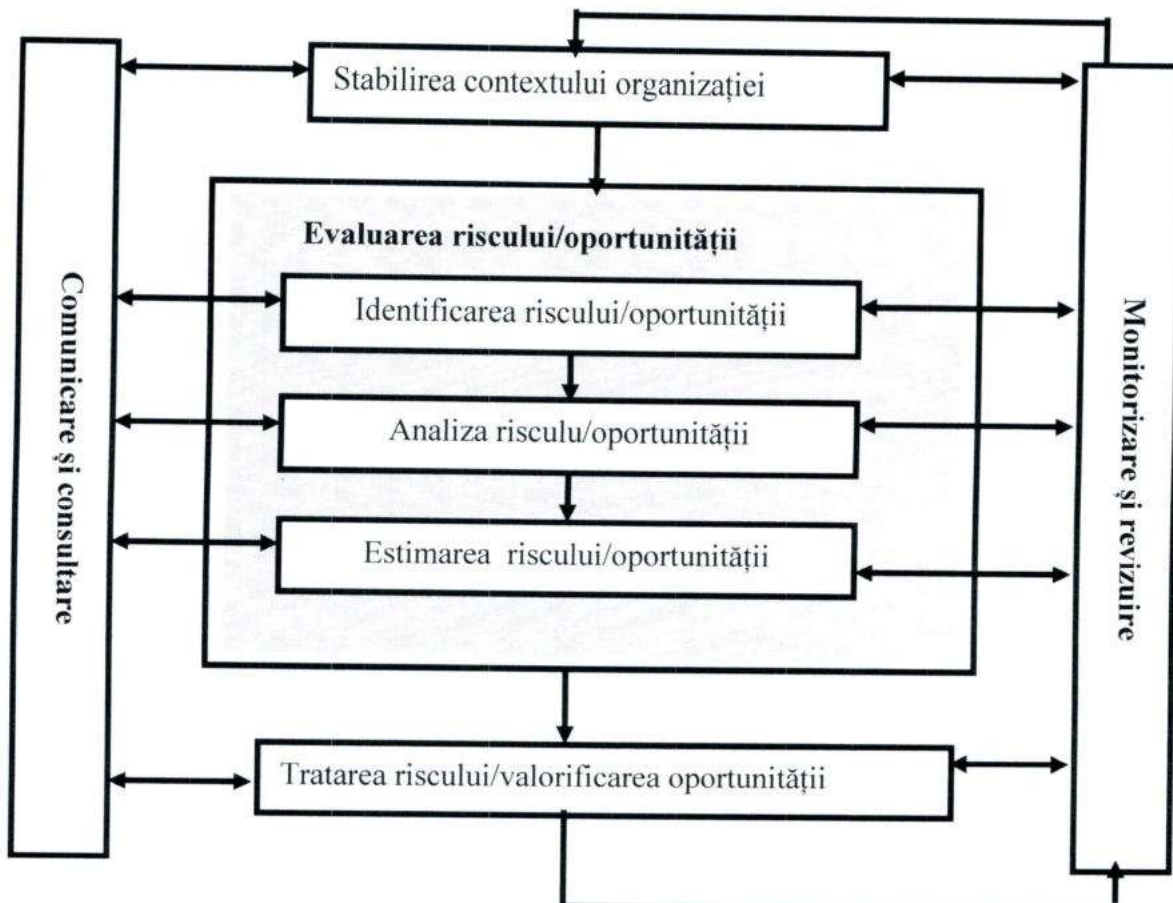 Stabilirea contextului organizației
Evaluarea riscului/oportunității
Identificarea riscului/oportunității
Analiza risculu/oportunității
Estimarea riscului/oportunității
Tratarea riscului/valorificarea oportunității
Comunicare și consultare
Monitorizare și revizuire